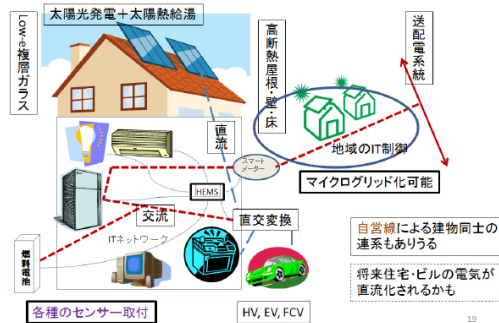 太陽光発電＋太陽熱給湯
Low-e複層ガラス
高断熱屋根・壁・床
送配電系統
直流
地域のIT制御
スマート
メーター
マイクログリッド化可能
HEMS
交流
直交変換
ITネットワーク
燃料電池
自営線による建物同士の
連系もありうる
将来住宅・ビルの電気が
直流化されるかも
各種のセンサー取付
HV, EV, FCV
19